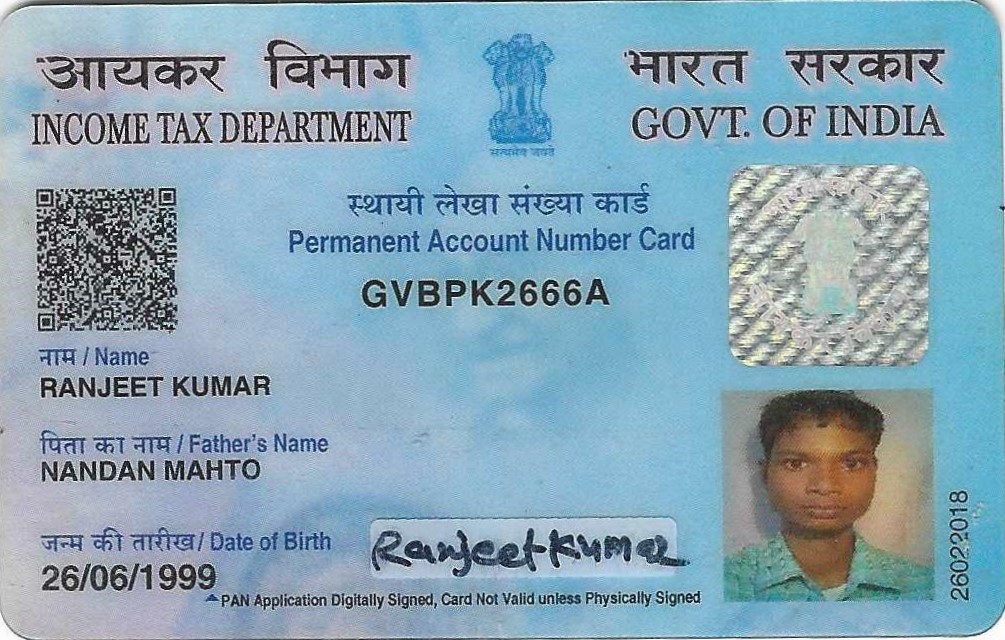 आयकर विभाग
INCOME TAX DEPARTMENT
सत्यमेव जयते
भारत सरकार
GOVT. OF INDIA
स्थायी लेखा संख्या कार्ड
Permanent Account Number Card
GVBPK2666A
नाम / Name
RANJEET KUMAR
पिता का नाम / Father's Name
NANDAN MAHTO
जन्म की तारीख / Date of Birth
26/06/1999
Ranjeet Kumar
PAN Application Digitally Signed, Card Not Valid unless Physically Signed
26022018